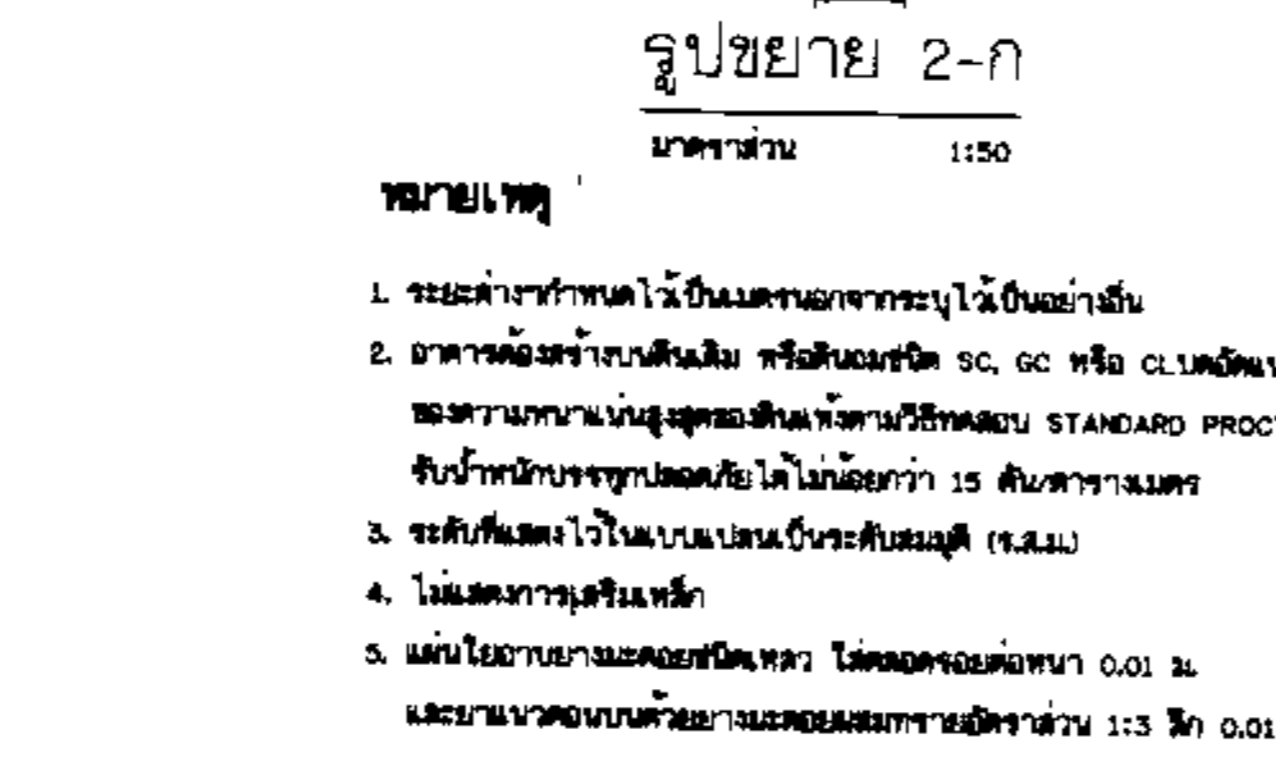 รูปขยาย 2-ก
มาตราส่วน 1:50
หมายเหตุ
1. ระยะต่างๆกำหนดไว้เป็นเมตรนอกจากระบุไว้เป็นอย่างอื่น
2. อาคารต้องสร้างบนดินเดิม หรือดินถมชนิด SC, GC หรือ CL บดอัดแน
ของความหนาแน่นสูงสุดของดินแห้งตามวิธีทดสอบ STANDARD PROC
รับน้ำหนักบรรทุกปลอดภัยได้ไม่น้อยกว่า 15 ตัน/ตารางเมตร
3. ระดับที่แสดงไว้ในแบบแปลนเป็นระดับสมมุติ (ร.ส.ม.)
4. ไม่แสดงการเสริมเหล็ก
5. แผ่นใยอาบยางมะตอยชนิดเหลว ใส่ตลอดรอยต่อหนา 0.01 ม.
และยาแนวตอนบนด้วยยางมะตอยผสมทรายอัตราส่วน 1:3 ลึก 0.01